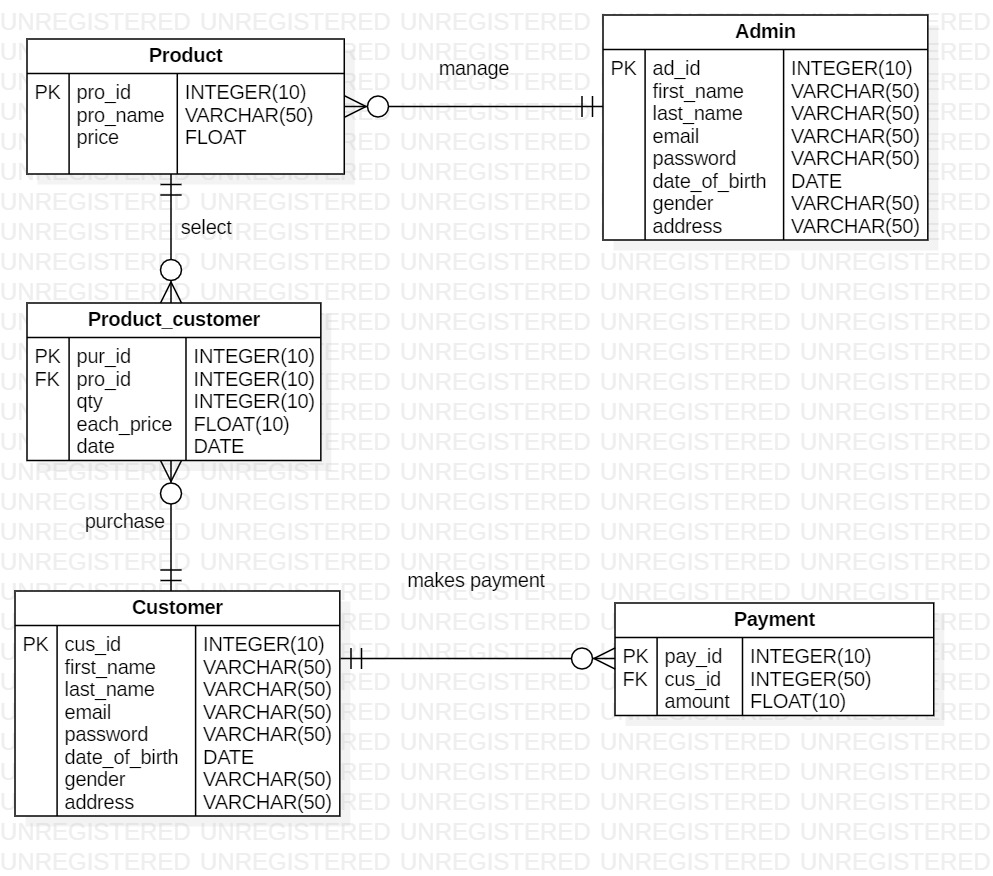 Product
PK pro_id INTEGER(10)
pro_name VARCHAR(50)
price FLOAT
manage
Admin
PK ad_id INTEGER(10)
first_name VARCHAR(50)
last_name VARCHAR(50)
email VARCHAR(50)
password VARCHAR(50)
date_of_birth DATE
gender VARCHAR(50)
address VARCHAR(50)
select
Product_customer
PK pur_id INTEGER(10)
FK pro_id INTEGER(10)
qty INTEGER(10)
each_price FLOAT(10)
date DATE
purchase
makes payment
Customer
PK cus_id INTEGER(10)
first_name VARCHAR(50)
last_name VARCHAR(50)
email VARCHAR(50)
password VARCHAR(50)
date_of_birth DATE
gender VARCHAR(50)
address VARCHAR(50)
Payment
PK pay_id INTEGER(10)
FK cus_id INTEGER(50)
amount FLOAT(10)
UNREGISTERED